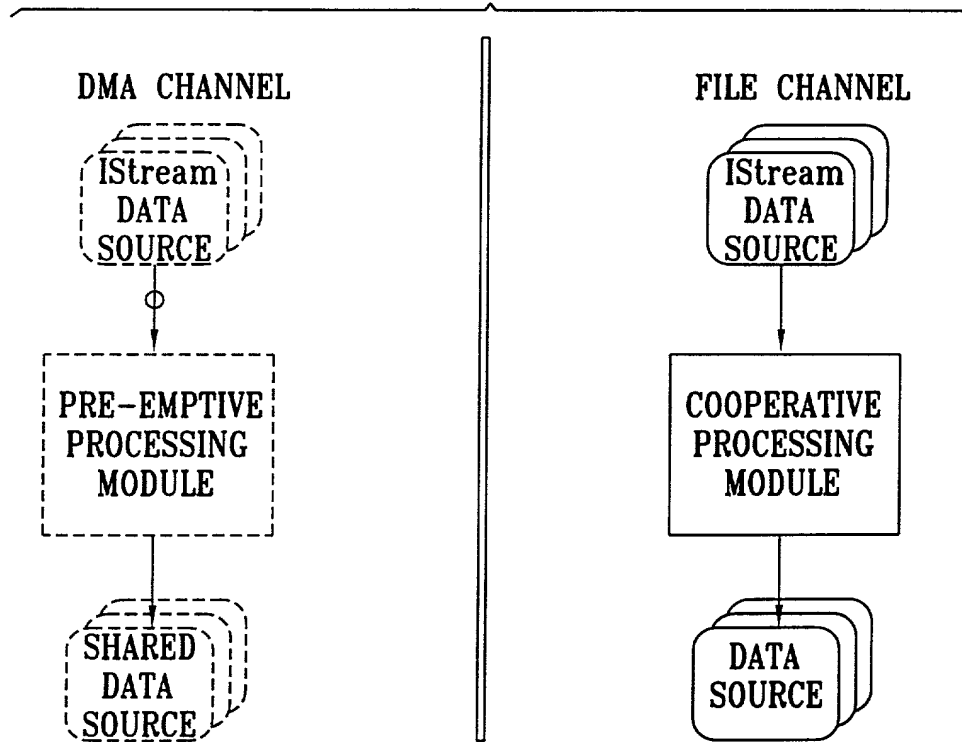 DMA CHANNEL
IStream
DATA
SOURCE
PRE-EMPTIVE
PROCESSING
MODULE
SHARED
DATA
SOURCE
FILE CHANNEL
IStream
DATA
SOURCE
COOPERATIVE
PROCESSING
MODULE
DATA
SOURCE